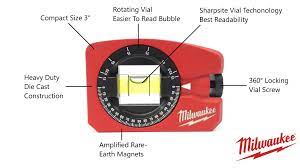 Compact Size 3"
Rotating Vial
Easier To Read Bubble
Sharpsite Vial Techonology
Best Readability
Heavy Duty
Die Cast
Construction
360° Locking
Vial Screw
Milwaukee
Amplified Rare-
Earth Magnets
Milwaukee